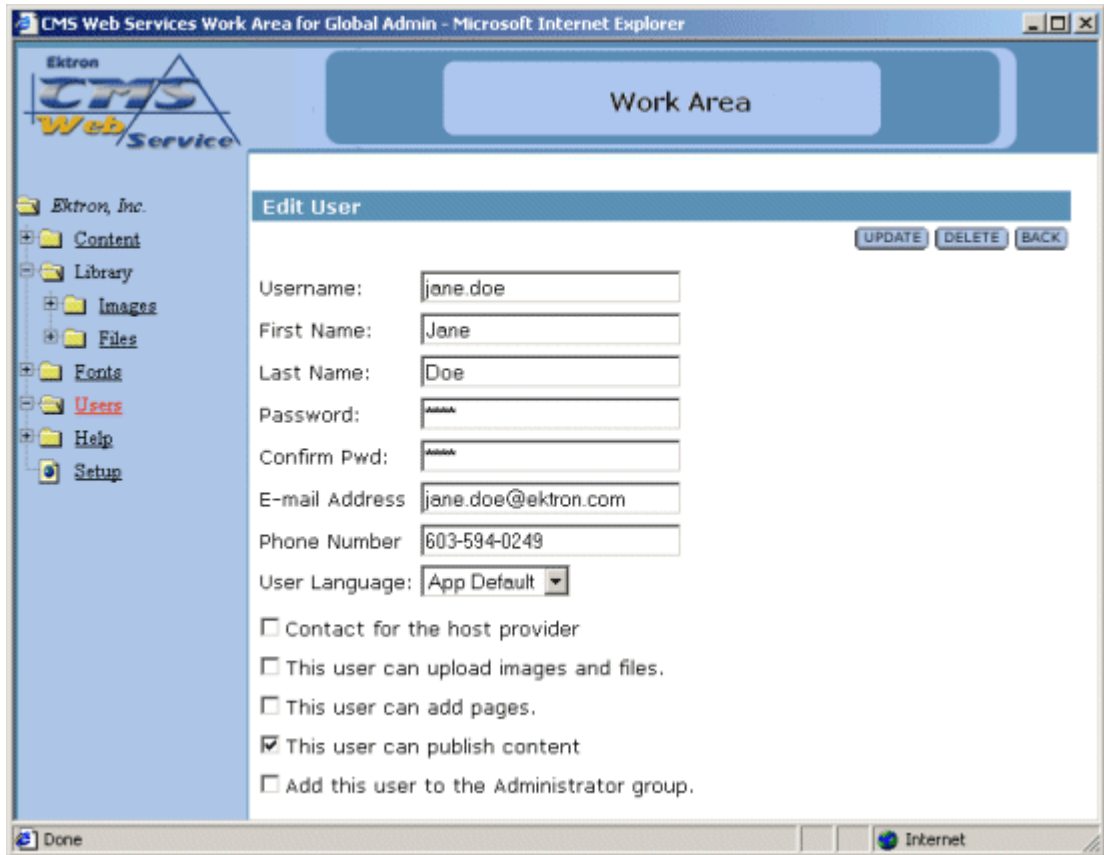 CMS Web Services Work Area for Global Admin - Microsoft Internet Explorer
Ektron
CMS
Web
Service
Work Area
Ektron, Inc.
Content
Library
Images
Files
Fonts
Users
Help
Setup
Edit User
UPDATE DELETE BACK
Username: jane.doe
First Name: Jane
Last Name: Doe
Password: ****
Confirm Pwd: ****
E-mail Address jane.doe@ektron.com
Phone Number 603-594-0249
User Language: App Default
Contact for the host provider
This user can upload images and files.
This user can add pages.
This user can publish content
Add this user to the Administrator group.
Done
Internet